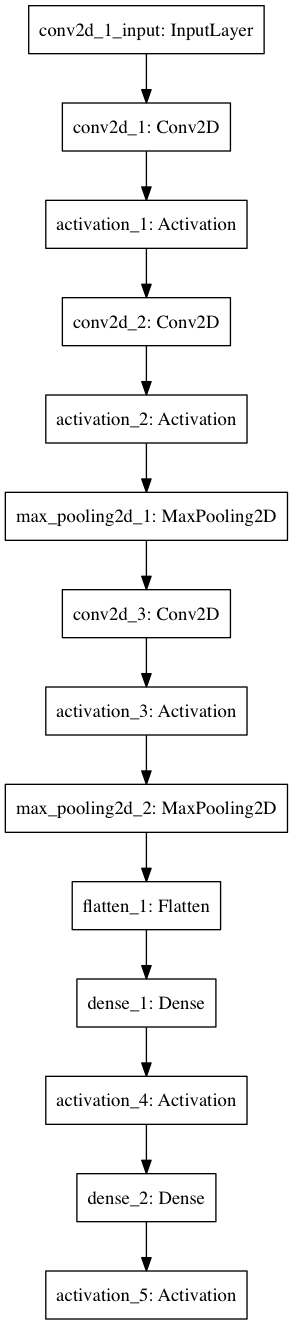 conv2d_1_input: InputLayer
conv2d_1: Conv2D
activation_1: Activation
conv2d_2: Conv2D
activation_2: Activation
max_pooling2d_1: MaxPooling2D
conv2d_3: Conv2D
activation_3: Activation
max_pooling2d_2: MaxPooling2D
flatten_1: Flatten
dense_1: Dense
activation_4: Activation
dense_2: Dense
activation_5: Activation